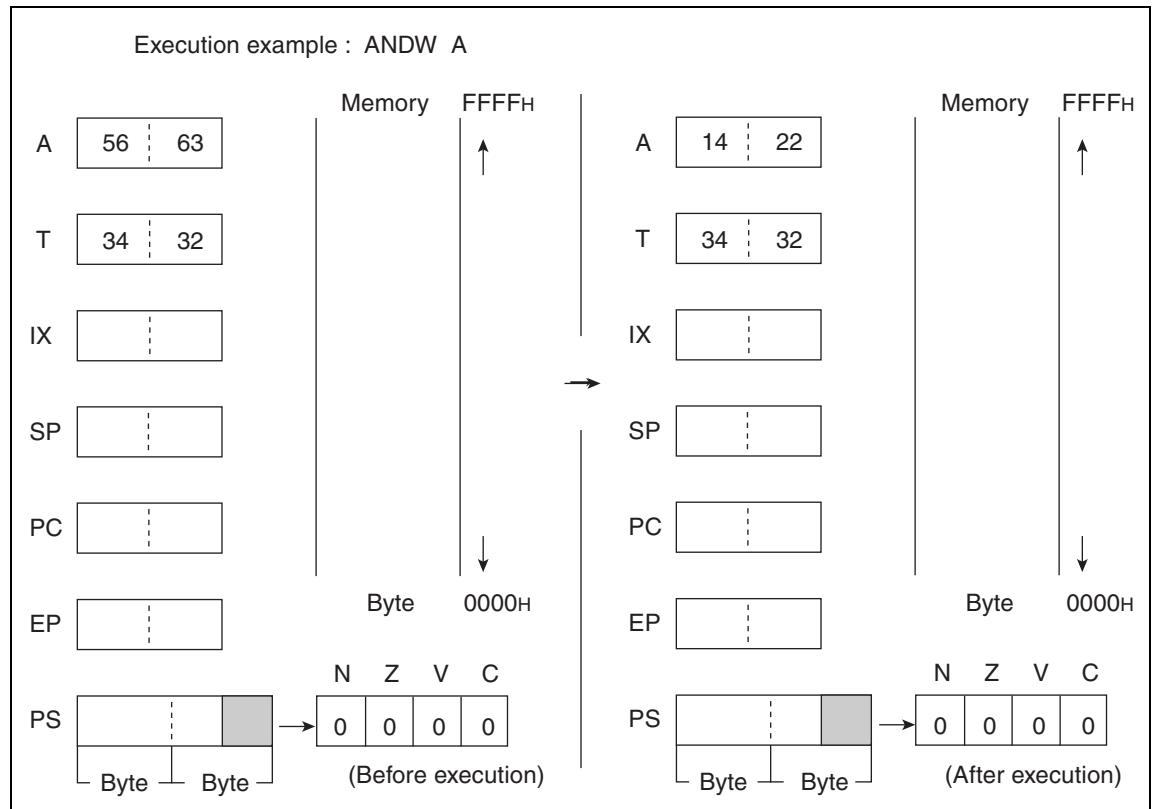 Execution example : ANDW A
Memory FFFFH
A 56 63
T 34 32
IX
SP
PC
EP
Byte 0000H
N Z V C
PS 0 0 0 0
Byte Byte (Before execution)
Memory FFFFH
A 14 22
T 34 32
IX
SP
PC
EP
Byte 0000H
N Z V C
PS 0 0 0 0
Byte Byte (After execution)